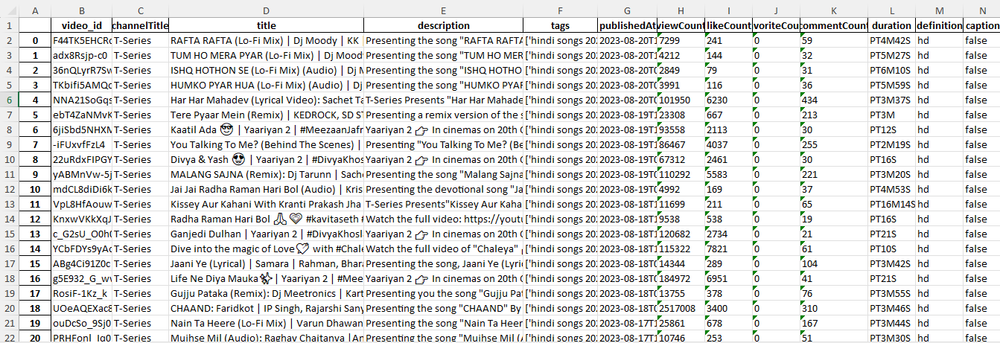 A B C D E F G H I J K L M N
1 video_id channelTitle title description tags publishedAt viewCount likeCount voriteCou commentCount duration definition caption
2 0 F44TK5EHCRc T-Series RAFTA RAFTA (Lo-Fi Mix) | Dj Moody | KK Presenting the song "RAFTA RAFTA ['hindi songs 202 2023-08-20T1 7299 241 0 59 PT4M42S hd false
3 1 adx8Rsjp-c0 T-Series TUM HO MERA PYAR (Lo-Fi Mix) | Dj Mood Presenting the song "TUM HO MER ['hindi songs 202 2023-08-20T1 4212 144 0 32 PT5M27S hd false
4 2 36nQLyrR7Sw T-Series ISHQ HOTHON SE (Lo-Fi Mix) (Audio) | Dj M Presenting the song "ISHQ HOTHO ['hindi songs 202 2023-08-20T0 2849 79 0 31 PT6M10S hd false
5 3 TKbifi5AMQc T-Series HUMKO PYAR HUA (Lo-Fi Mix) (Audio) | Dj Presenting the song "HUMKO PYAR ['hindi songs 202 2023-08-20T0 3991 116 0 36 PT5M59S hd false
6 4 NNA21SoGqs T-Series Har Har Mahadev (Lyrical Video): Sachet Ta T-Series Presents "Har Har Mahade ['hindi songs 202 2023-08-20T0 101950 6230 0 434 PT3M37S hd false
7 5 ebT4ZaNMvK T-Series Tere Pyaar Mein (Remix) | KEDROCK, SD ST Presenting a remix version of the s ['hindi songs 202 2023-08-19T1 23308 667 0 213 PT3M hd false
8 6 6jiSbd5NHXM T-Series Kaatil Ada 😎 | Yaariyan 2 | #MeezaanJafr Yaariyan 2 👉 In cinemas on 20th O ['hindi songs 202 2023-08-19T1 93558 2113 0 30 PT12S hd false
9 7 -iFUxvfFzL4 T-Series You Talking To Me? (Behind The Scenes) | Presenting "You Talking To Me? (Be ['hindi songs 202 2023-08-19T0 86467 4037 0 255 PT2M19S hd false
10 8 22uRdxFIPGY T-Series Divya & Yash 😎 | Yaariyan 2 | #DivyaKhos Yaariyan 2 👉 In cinemas on 20th O ['hindi songs 202 2023-08-19T0 67312 2461 0 30 PT16S hd false
11 9 yABMnVw-5j T-Series MALANG SAJNA (Remix): Dj Tarunn | Sache Presenting the song "Malang Sajna ['hindi songs 202 2023-08-19T0 110292 5583 0 221 PT3M20S hd false
12 10 mdCL8diDi6k T-Series Jai Jai Radha Raman Hari Bol (Audio) | Kris Presenting the devotional song "Ja ['hindi songs 202 2023-08-19T0 4992 169 0 37 PT4M53S hd false
13 11 VpL8HfAouw T-Series Kissey Aur Kahani With Kranti Prakash Jha T-Series Presents"Kissey Aur Kaha ['hindi songs 202 2023-08-18T1 11699 211 0 65 PT16M14S hd false
14 12 KnxwVKkXqJ T-Series Radha Raman Hari Bol 🙏 💖 #kavitaseth # Watch the full video: https://youtu ['hindi songs 202 2023-08-18T1 9538 538 0 19 PT16S hd false
15 13 c_G2sU_O0h0 T-Series Ganjedi Dulhan | Yaariyan 2 | #DivyaKhosl Yaariyan 2 👉 In cinemas on 20th O ['hindi songs 202 2023-08-18T1 120682 2734 0 21 PT21S hd false
16 14 YCbFDYs9yAc T-Series Dive into the magic of Love💘 with #Chale Watch the full video of "Chaleya" ['hindi songs 202 2023-08-18T1 115322 7821 0 61 PT10S hd false
17 15 ABg4Ci91Z0c T-Series Jaani Ye (Lyrical) | Samara | Rahman, Bhara Presenting the song, Jaani Ye (Lyri ['hindi songs 202 2023-08-18T0 14344 289 0 104 PT3M42S hd false
18 16 g5E932_G_wv T-Series Life Ne Diya Mauka | Yaariyan 2 | #Mee Yaariyan 2 👉 In cinemas on 20th O ['hindi songs 202 2023-08-18T0 184972 6951 0 41 PT21S hd false
19 17 RosiF-1Kz_k T-Series Gujju Pataka (Remix): Dj Meetronics | Kart Presenting you the song "Gujju Pat ['hindi songs 202 2023-08-18T0 13755 378 0 76 PT3M55S hd false
20 18 UOeAQEXac8 T-Series CHAAND: Faridkot | IP Singh, Rajarshi Sany Presenting the song "CHAAND" By ['hindi songs 202 2023-08-18T0 2517008 3400 0 310 PT3M46S hd false
21 19 ouDcSo_9Sj0 T-Series Nain Ta Heere (Lo-Fi Mix) | Varun Dhawan Presenting the song "Nain Ta Heer ['hindi songs 202 2023-08-17T1 25861 678 0 167 PT3M44S hd false
22 20 T-Series Mujhse Mil (Audio): Raghav Chaitanya |An Presenting the song "Mujhse Mil ( ['hindi songs 202 2023-08-17T1 10746 253 0 51 PT3M30S hd false